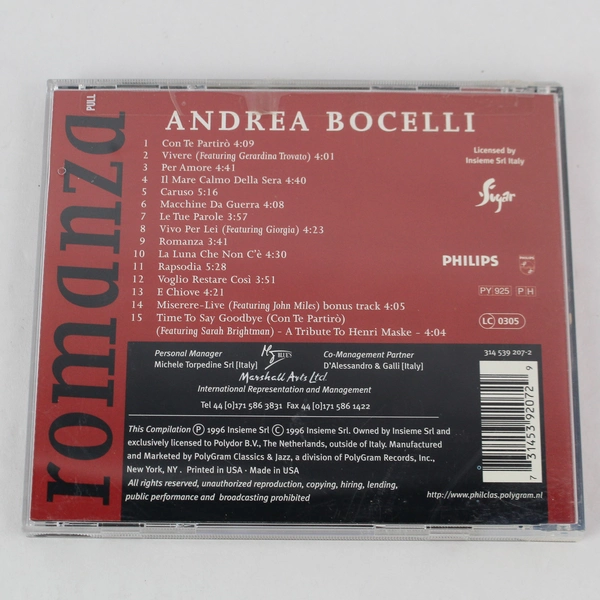 PULL
romanza
ANDREA BOCELLI
1 Con Te Partirò 4:09
2 Vivere (Featuring Gerardina Trovato) 4:01
3 Per Amore 4:41
4 Il Mare Calmo Della Sera 4:40
5 Caruso 5:16
6 Macchine Da Guerra 4:08
7 Le Tue Parole 3:57
8 Vivo Per Lei (Featuring Giorgia) 4:23
9 Romanza 3:41
10 La Luna Che Non C'è 4:30
11 Rapsodia 5:28
12 Voglio Restare Così 3:51
13 E Chiove 4:21
14 Miserere-Live (Featuring John Miles) bonus track 4:05
15 Time To Say Goodbye (Con Te Partirò)
(Featuring Sarah Brightman) - A Tribute To Henri Maske - 4:04
Licensed by
Insieme Srl Italy
Sugar
PHILIPS
PY 925 P H
LC 0305
314 539 207-2
Personal Manager
Michele Torpedine Srl [Italy]
BLUE'S
Co-Management Partner
D'Alessandro & Galli [Italy]
Marshall Arts Ltd.
International Representation and Management
Tel 44 [0]171 586 3831 Fax 44 [0]171 586 1422
This Compilation Ⓟ 1996 Insieme Srl Ⓒ 1996 Insieme Srl. Owned by Insieme Srl and
exclusively licensed to Polydor B.V., The Netherlands, outside of Italy. Manufactured
and Marketed by PolyGram Classics & Jazz, a division of PolyGram Records, Inc.,
New York, NY . Printed in USA · Made in USA
All rights reserved, unauthorized reproduction, copying, hiring, lending,
public performance and broadcasting prohibited
http://www.philclas.polygram.nl
7 31453 92072 9